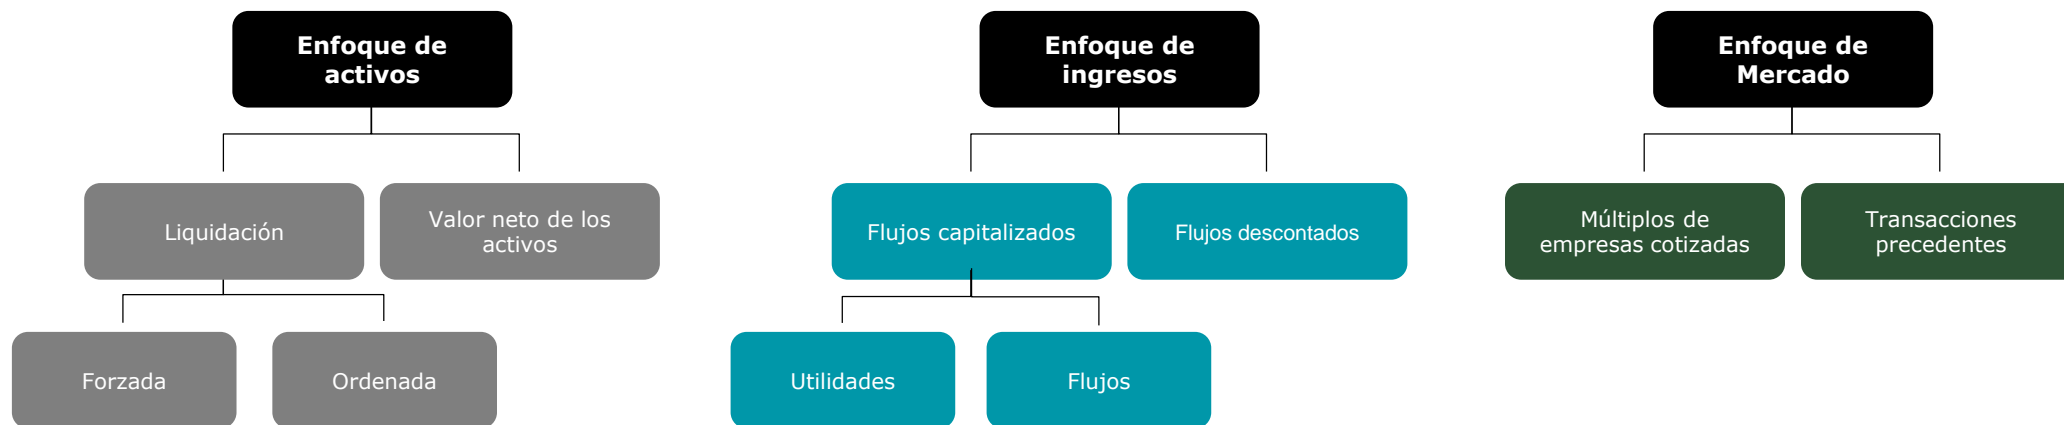 Enfoque de
activos
Enfoque de
ingresos
Enfoque de
Mercado
Liquidación
Valor neto de los
activos
Flujos capitalizados
Flujos descontados
Múltiplos de
empresas cotizadas
Transacciones
precedentes
Forzada
Ordenada
Utilidades
Flujos